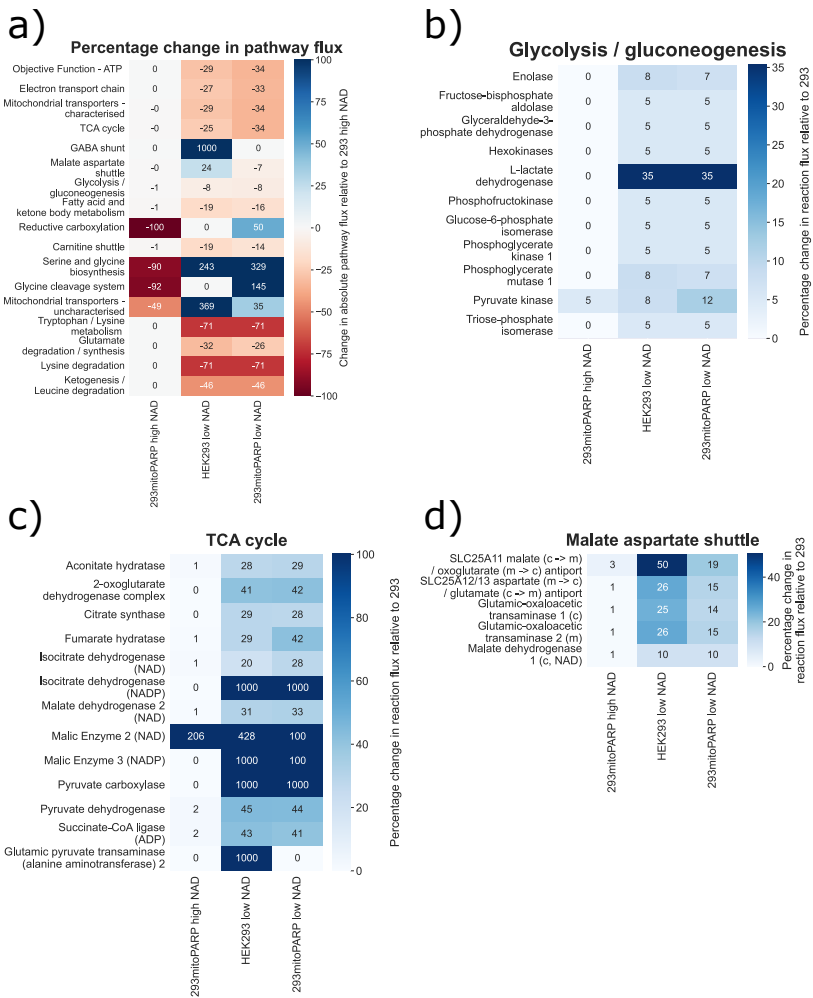 a)
Percentage change in pathway flux
Objective Function - ATP 0 -29 -34
Electron transport chain 0 -27 -33
Mitochondrial transporters -
characterised -0 -29 -34
TCA cycle -0 -25 -34
GABA shunt 0 1000 0
Malate aspartate
shuttle -0 24 -7
Glycolysis /
gluconeogenesis -1 -8 -8
Fatty acid and
ketone body metabolism -1 -19 -16
Reductive carboxylation -100 0 50
Carnitine shuttle -1 -19 -14
Serine and glycine
biosynthesis -90 243 329
Glycine cleavage system -92 0 145
Mitochondrial transporters -
uncharacterised -49 369 35
Tryptophan / Lysine
metabolism 0 -71 -71
Glutamate
degradation / synthesis 0 -32 -26
Lysine degradation 0 -71 -71
Ketogenesis /
Leucine degradation 0 -46 -46
293mitoPARP high NAD
HEK293 low NAD
293mitoPARP low NAD
100
75
50
25
0
−25
−50
−75
−100
Change in absolute pathway flux relative to 293 high NAD
b)
Glycolysis / gluconeogenesis
Enolase 0 8 7
Fructose-bisphosphate
aldolase 0 5 5
Glyceraldehyde-3-
phosphate dehydrogenase 0 5 5
Hexokinases 0 5 5
L-lactate
dehydrogenase 0 35 35
Phosphofructokinase 0 5 5
Glucose-6-phosphate
isomerase 0 5 5
Phosphoglycerate
kinase 1 0 5 5
Phosphoglycerate
mutase 1 0 8 7
Pyruvate kinase 5 8 12
Triose-phosphate
isomerase 0 5 5
293mitoPARP high NAD
HEK293 low NAD
293mitoPARP low NAD
35
30
25
20
15
10
5
0
Percentage change in reaction flux relative to 293
c)
TCA cycle
Aconitate hydratase 1 28 29
2-oxoglutarate
dehydrogenase complex 0 41 42
Citrate synthase 0 29 28
Fumarate hydratase 1 29 42
Isocitrate dehydrogenase
(NAD) 1 20 28
Isocitrate dehydrogenase
(NADP) 0 1000 1000
Malate dehydrogenase 2
(NAD) 1 31 33
Malic Enzyme 2 (NAD) 206 428 100
Malic Enzyme 3 (NADP) 0 1000 100
Pyruvate carboxylase 0 1000 1000
Pyruvate dehydrogenase 2 45 44
Succinate-CoA ligase
(ADP) 2 43 41
Glutamic pyruvate transaminase
(alanine aminotransferase) 2 0 1000 0
293mitoPARP high NAD
HEK293 low NAD
293mitoPARP low NAD
100
80
60
40
20
0
Percentage change in reaction flux relative to 293
d)
Malate aspartate shuttle
SLC25A11 malate (c -> m)
/ oxoglutarate (m -> c) antiport 3 50 19
SLC25A12/13 aspartate (m -> c)
/ glutamate (c -> m) antiport 1 26 15
Glutamic-oxaloacetic
transaminase 1 (c) 1 25 14
Glutamic-oxaloacetic
transaminase 2 (m) 1 26 15
Malate dehydrogenase
1 (c, NAD) 1 10 10
293mitoPARP high NAD
HEK293 low NAD
293mitoPARP low NAD
40
20
0
Percentage change in
reaction flux relative to 293